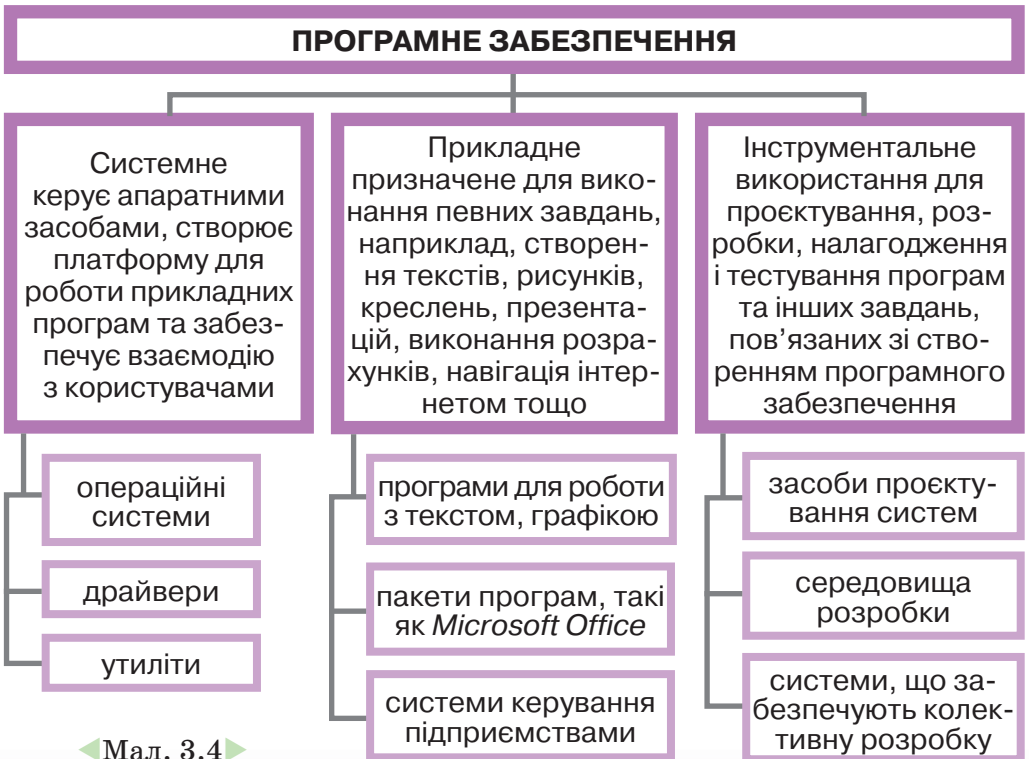 ПРОГРАМНЕ ЗАБЕЗПЕЧЕННЯ
Системне
керує апаратними
засобами, створює
платформу для
роботи прикладних
програм та забез-
печує взаємодію
з користувачами
операційні
системи
драйвери
утиліти
Прикладне
призначене для вико-
нання певних завдань,
наприклад, створен-
ня текстів, рисунків,
креслень, презента-
цій, виконання розра-
хунків, навігація інтер-
нетом тощо
програми для роботи
з текстом, графікою
пакети програм, такі
як Microsoft Office
системи керування
підприємствами
Інструментальне
використання для
проєктування, роз-
робки, налагодження
і тестування програм
та інших завдань,
пов’язаних зі ство-
ренням програмного
забезпечення
засоби проєкту-
вання систем
середовища
розробки
системи, що за-
безпечують колек-
тивну розробку
Мал. 3.4